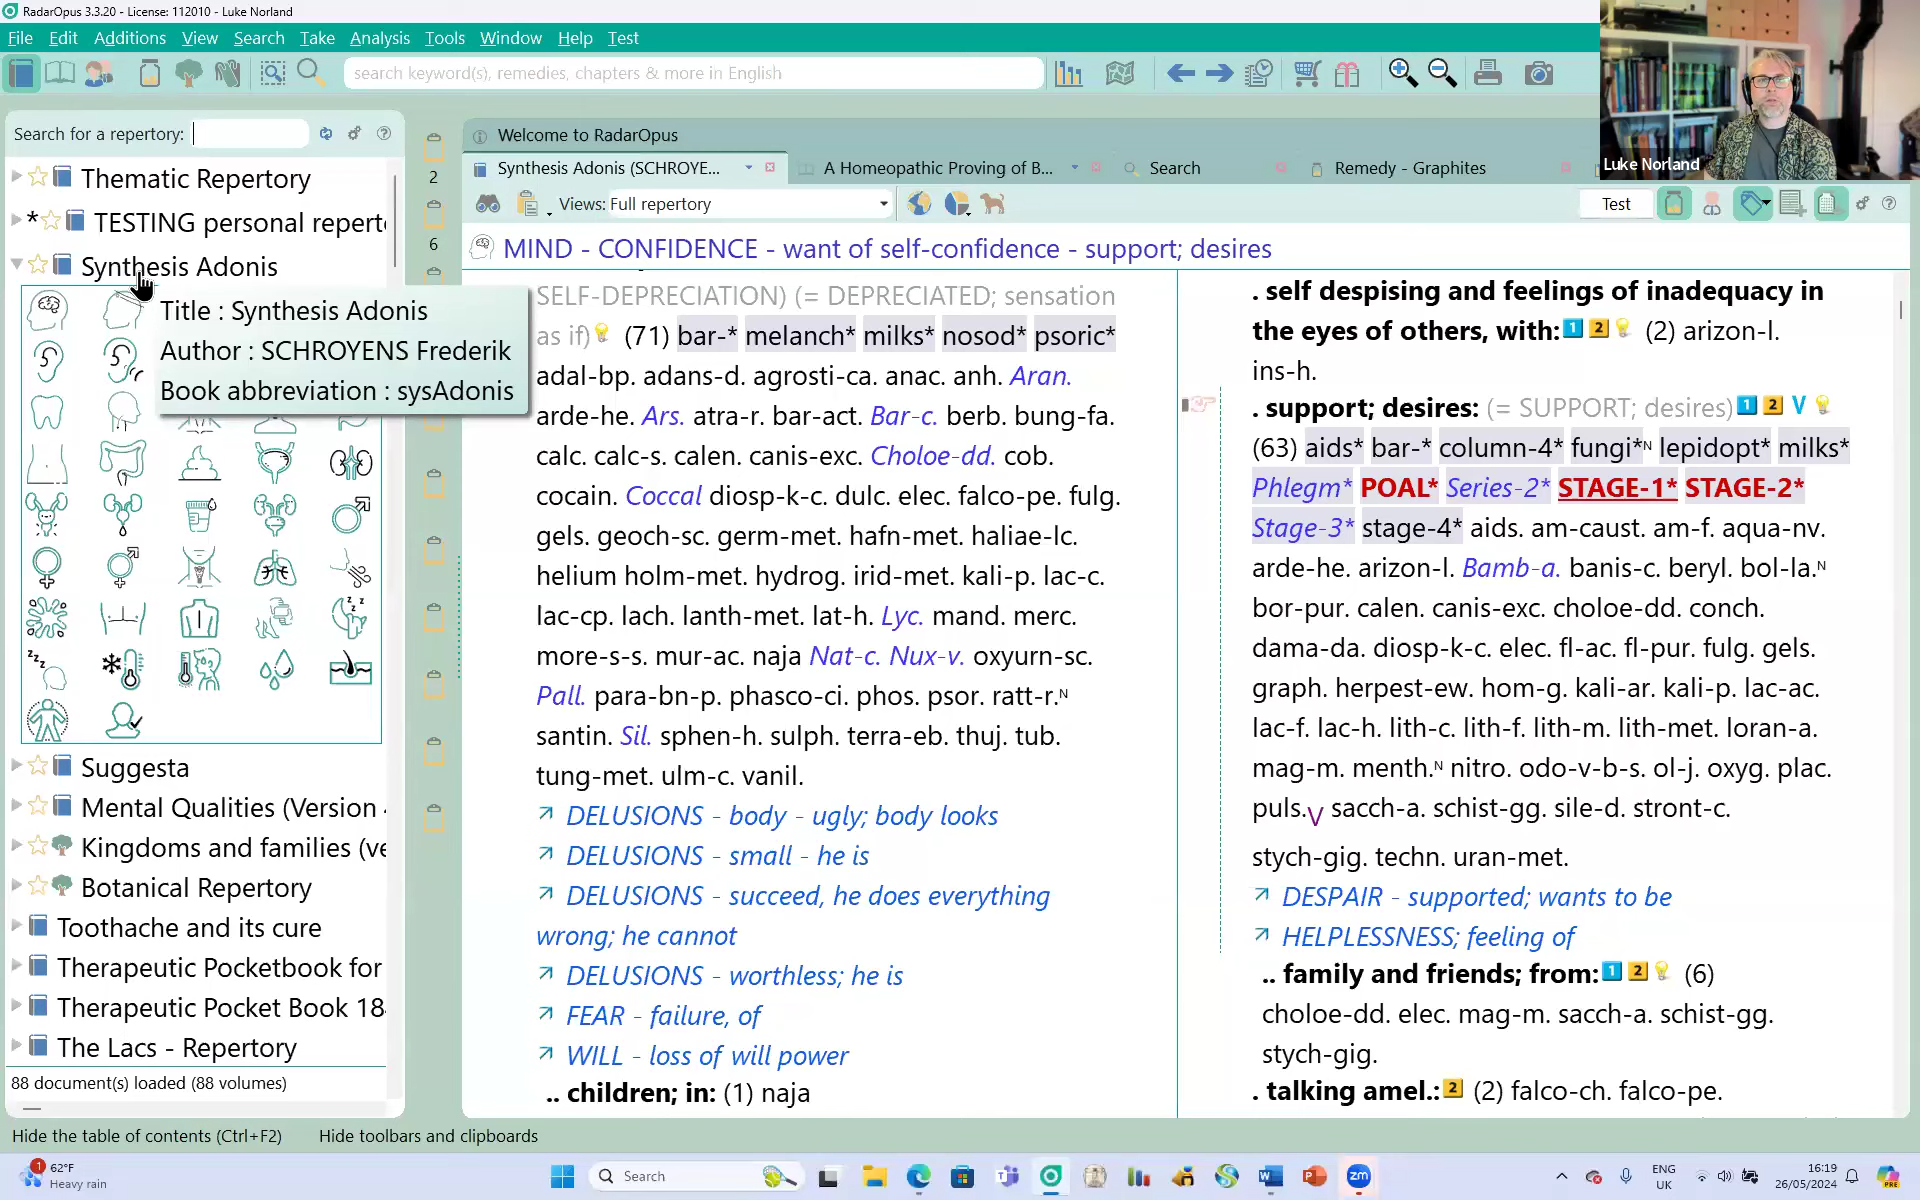 RadarOpus 3.3.20 - License: 112010 - Luke Norland
File Edit Additions View Search Take Analysis Tools Window Help Test
search keyword(s), remedies, chapters & more in English
Luke Norland
Search for a repertory:
Thematic Repertory
* TESTING personal reperto
Synthesis Adonis
Title : Synthesis Adonis
Author : SCHROYENS Frederik
Book abbreviation : sysAdonis
Suggesta
Mental Qualities (Version
Kingdoms and families (ve
Botanical Repertory
Toothache and its cure
Therapeutic Pocketbook for
Therapeutic Pocket Book 18
The Lacs - Repertory
88 document(s) loaded (88 volumes)
2
6
Welcome to RadarOpus
Synthesis Adonis (SCHROYE... A Homeopathic Proving of B... Search Remedy - Graphites
Views: Full repertory Test
MIND - CONFIDENCE - want of self-confidence - support; desires
SELF-DEPRECIATION) (= DEPRECIATED; sensation
as if) (71) bar-* melanch* milks* nosod* psoric*
adal-bp. adans-d. agrosti-ca. anac. anh. Aran.
arde-he. Ars. atra-r. bar-act. Bar-c. berb. bung-fa.
calc. calc-s. calen. canis-exc. Choloe-dd. cob.
cocain. Coccal diosp-k-c. dulc. elec. falco-pe. fulg.
gels. geoch-sc. germ-met. hafn-met. haliae-lc.
helium holm-met. hydrog. irid-met. kali-p. lac-c.
lac-cp. lach. lanth-met. lat-h. Lyc. mand. merc.
more-s-s. mur-ac. naja Nat-c. Nux-v. oxyurn-sc.
Pall. para-bn-p. phasco-ci. phos. psor. ratt-r.N
santin. Sil. sphen-h. sulph. terra-eb. thuj. tub.
tung-met. ulm-c. vanil.
DELUSIONS - body - ugly; body looks
DELUSIONS - small - he is
DELUSIONS - succeed, he does everything
wrong; he cannot
DELUSIONS - worthless; he is
FEAR - failure, of
WILL - loss of will power
.. children; in: (1) naja
. self despising and feelings of inadequacy in
the eyes of others, with: 1 2 (2) arizon-l.
ins-h.
. support; desires: (= SUPPORT; desires) 1 2 V
(63) aids* bar-* column-4* fungi*N lepidopt* milks*
Phlegm* POAL* Series-2* STAGE-1* STAGE-2*
Stage-3* stage-4* aids. am-caust. am-f. aqua-nv.
arde-he. arizon-l. Bamb-a. banis-c. beryl. bol-la.N
bor-pur. calen. canis-exc. choloe-dd. conch.
dama-da. diosp-k-c. elec. fl-ac. fl-pur. fulg. gels.
graph. herpest-ew. hom-g. kali-ar. kali-p. lac-ac.
lac-f. lac-h. lith-c. lith-f. lith-m. lith-met. loran-a.
mag-m. menth.N nitro. odo-v-b-s. ol-j. oxyg. plac.
puls.V sacch-a. schist-gg. sile-d. stront-c.
stych-gig. techn. uran-met.
DESPAIR - supported; wants to be
HELPLESSNESS; feeling of
.. family and friends; from: 1 2 (6)
choloe-dd. elec. mag-m. sacch-a. schist-gg.
stych-gig.
. talking amel.: 2 (2) falco-ch. falco-pe.
Hide the table of contents (Ctrl+F2) Hide toolbars and clipboards
1
62°F
Heavy rain
Search
zm
ENG
UK
16:19
26/05/2024
PRE